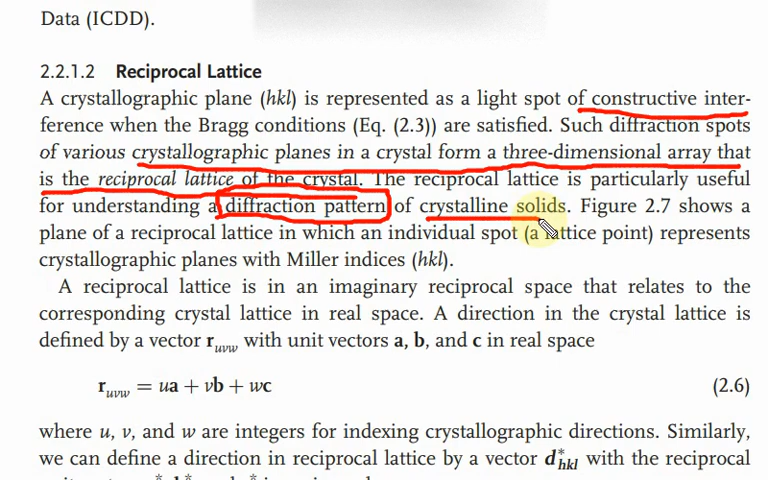 Data (ICDD).
2.2.1.2 Reciprocal Lattice
A crystallographic plane (hkl) is represented as a light spot of constructive inter-
ference when the Bragg conditions (Eq. (2.3)) are satisfied. Such diffraction spots
of various crystallographic planes in a crystal form a three-dimensional array that
is the reciprocal lattice of the crystal. The reciprocal lattice is particularly useful
for understanding a diffraction pattern of crystalline solids. Figure 2.7 shows a
plane of a reciprocal lattice in which an individual spot (a lattice point) represents
crystallographic planes with Miller indices (hkl).
A reciprocal lattice is in an imaginary reciprocal space that relates to the
corresponding crystal lattice in real space. A direction in the crystal lattice is
defined by a vector r_uvw with unit vectors a, b, and c in real space
r_uvw = ua + vb + wc (2.6)
where u, v, and w are integers for indexing crystallographic directions. Similarly,
we can define a direction in reciprocal lattice by a vector d*_hkl with the reciprocal